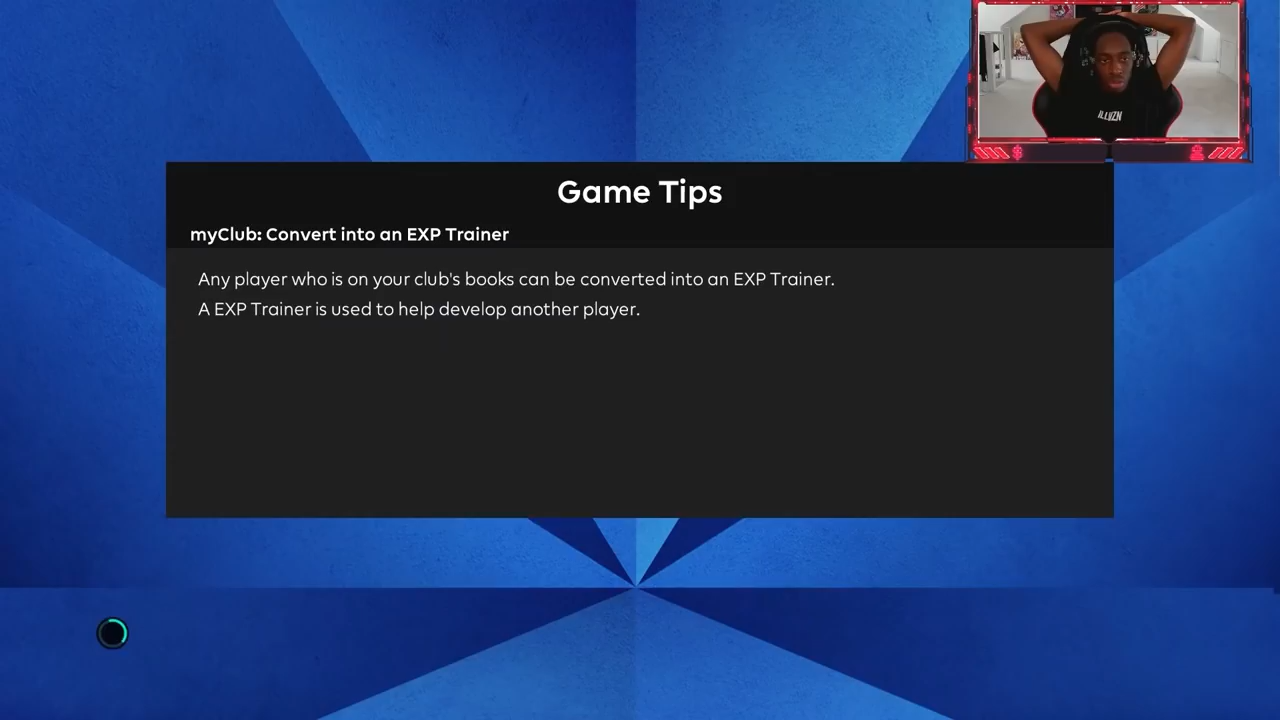 Game Tips
myClub: Convert into an EXP Trainer
Any player who is on your club's books can be converted into an EXP Trainer.
A EXP Trainer is used to help develop another player.
ILLVZN